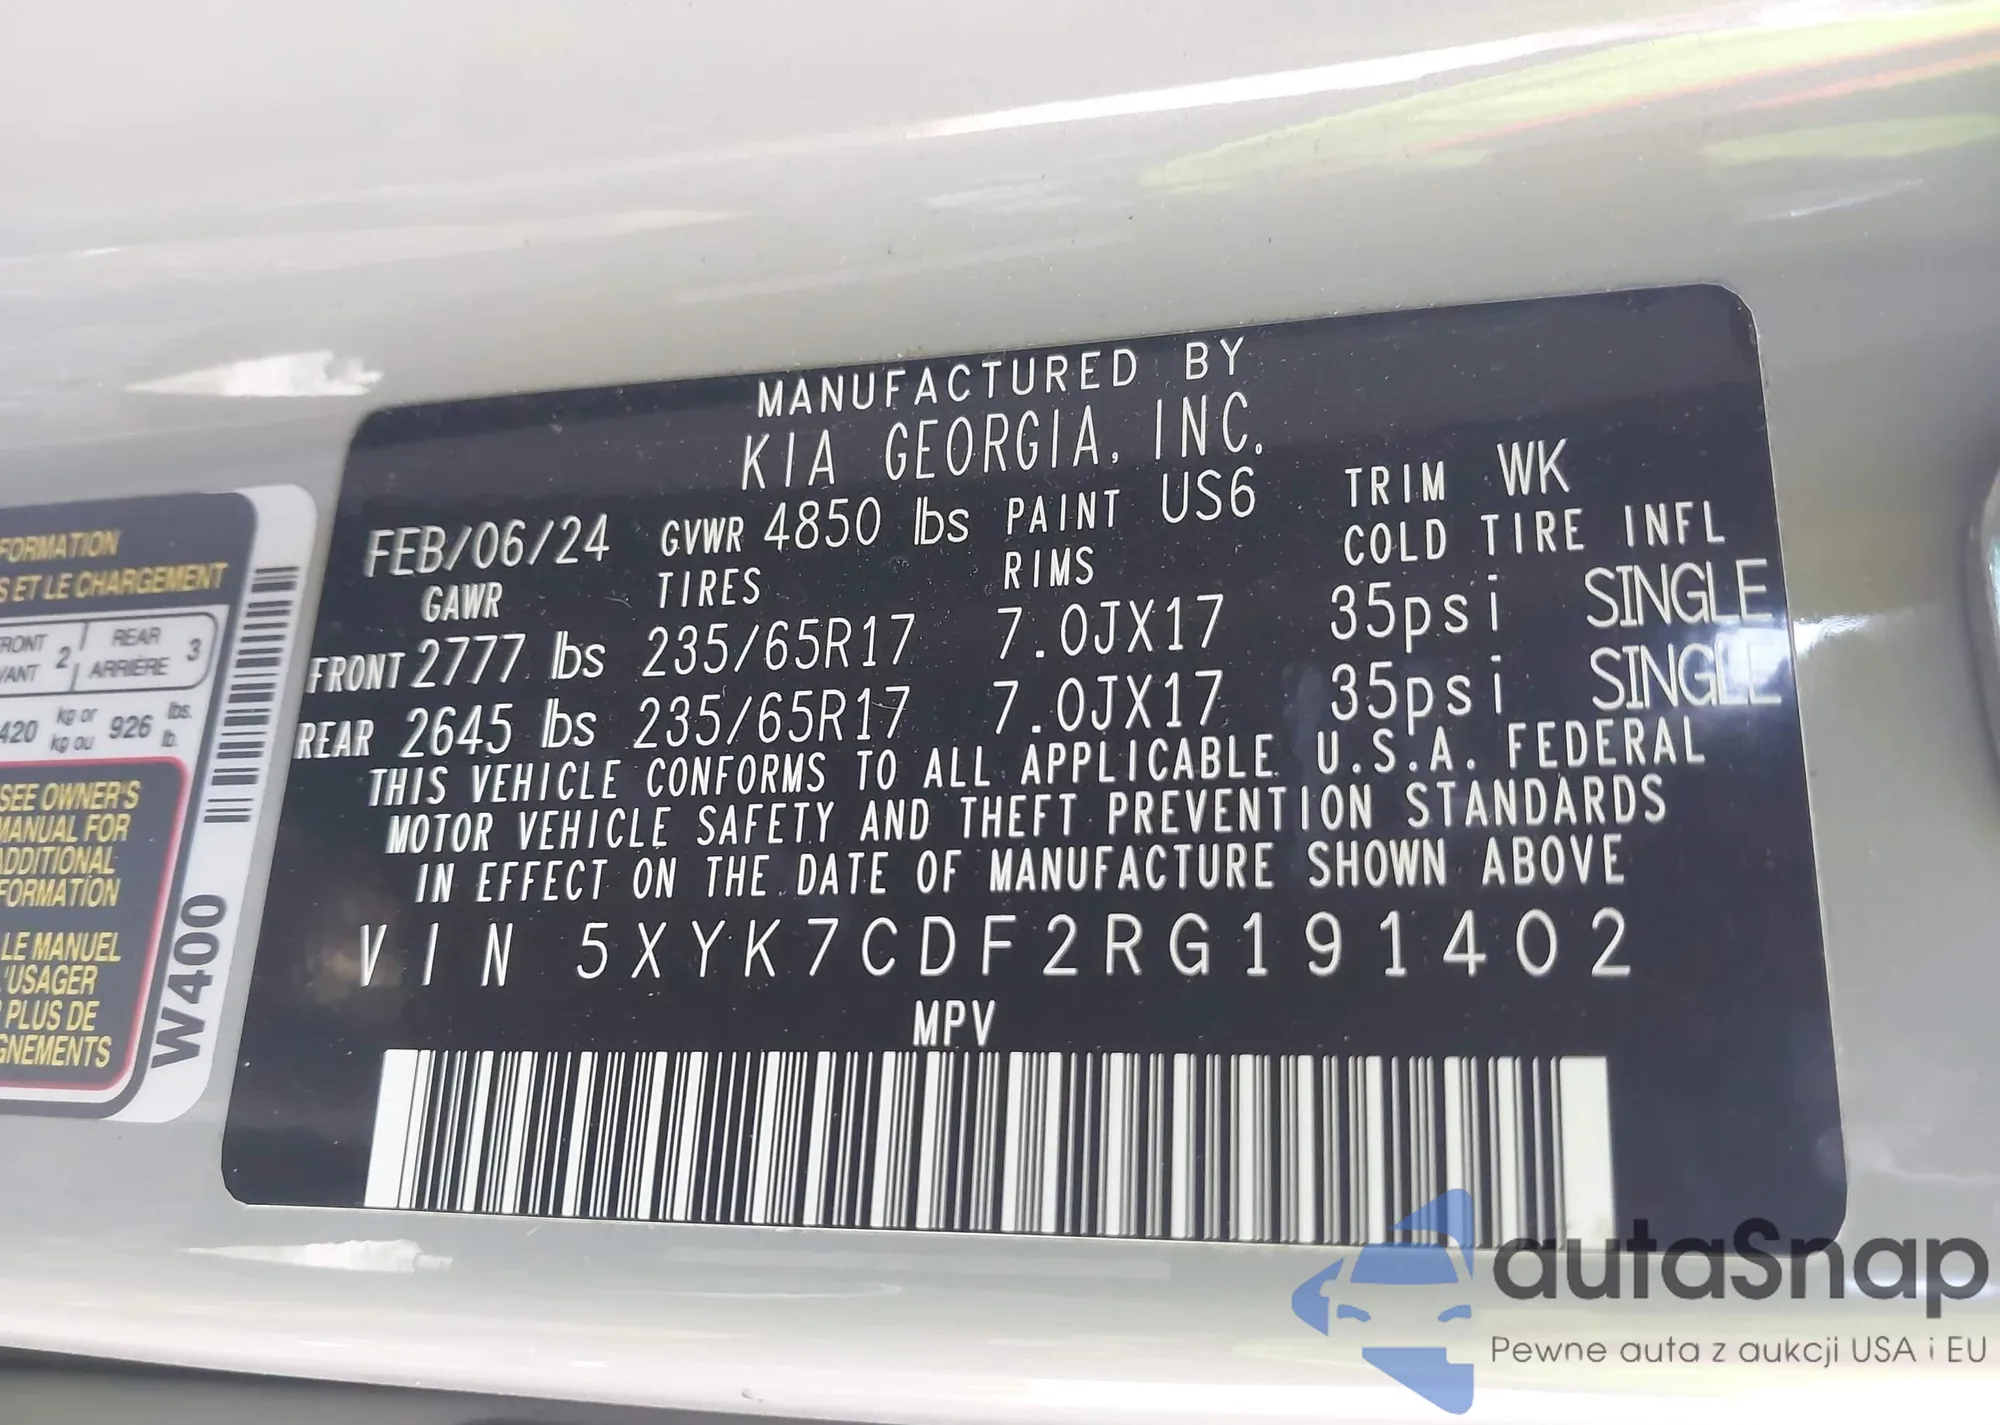 MANUFACTURED BY
KIA GEORGIA, INC.
FEB/06/24 GVWR 4850 lbs PAINT US6 TRIM WK
GAWR TIRES RIMS COLD TIRE INFL
FRONT 2777 lbs 235/65R17 7.0JX17 35psi SINGLE
REAR 2645 lbs 235/65R17 7.0JX17 35psi SINGLE
THIS VEHICLE CONFORMS TO ALL APPLICABLE U.S.A. FEDERAL
MOTOR VEHICLE SAFETY AND THEFT PREVENTION STANDARDS
IN EFFECT ON THE DATE OF MANUFACTURE SHOWN ABOVE
VIN 5XYK7CDF2RG191402
MPV
FORMATION
S ET LE CHARGEMENT
RONT 2 REAR 3
VANT ARRIÈRE
420 kg or 926 lbs.
kg ou lb.
SEE OWNER'S
MANUAL FOR
ADDITIONAL
FORMATION
LE MANUEL
'USAGER
PLUS DE
GNEMENTS
W400
autaSnap
Pewne auta z aukcji USA i EU